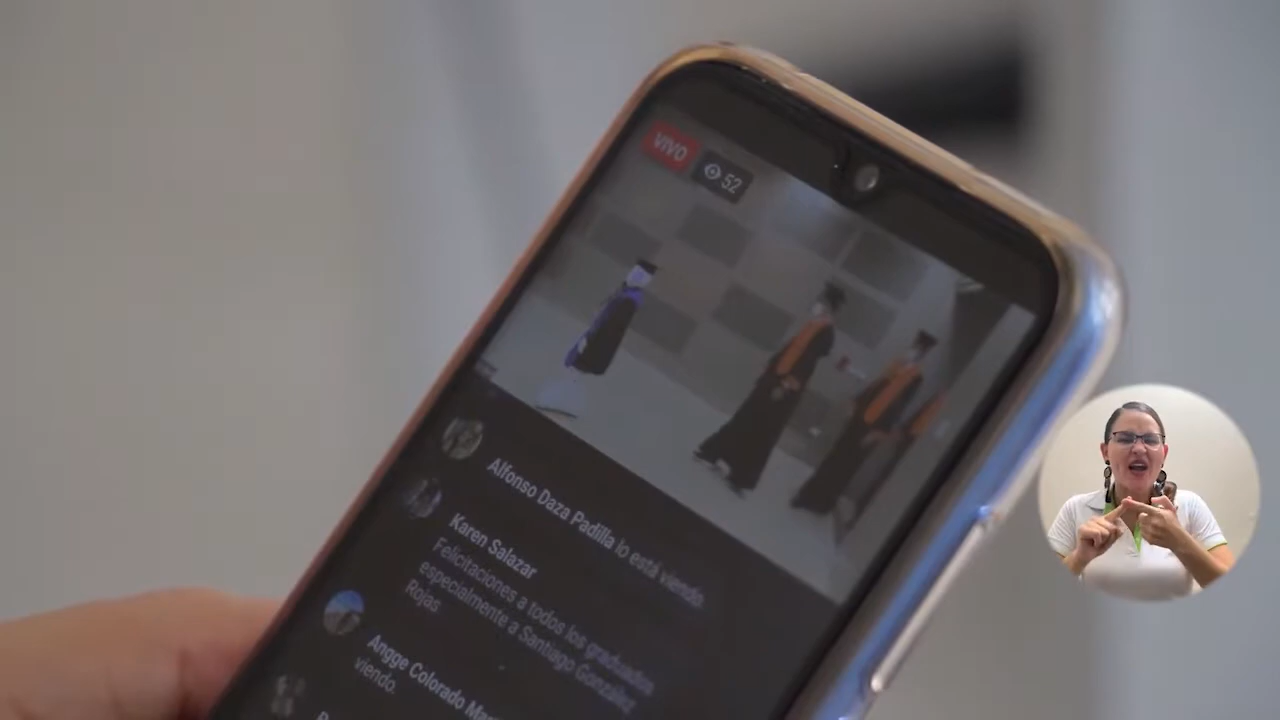 VIVO
52
Alfonso Daza Padilla lo está viendo.
Karen Salazar
Felicitaciones a todos los graduados
especialmente a Santiago González
Rojas
Angge Colorado
viendo.